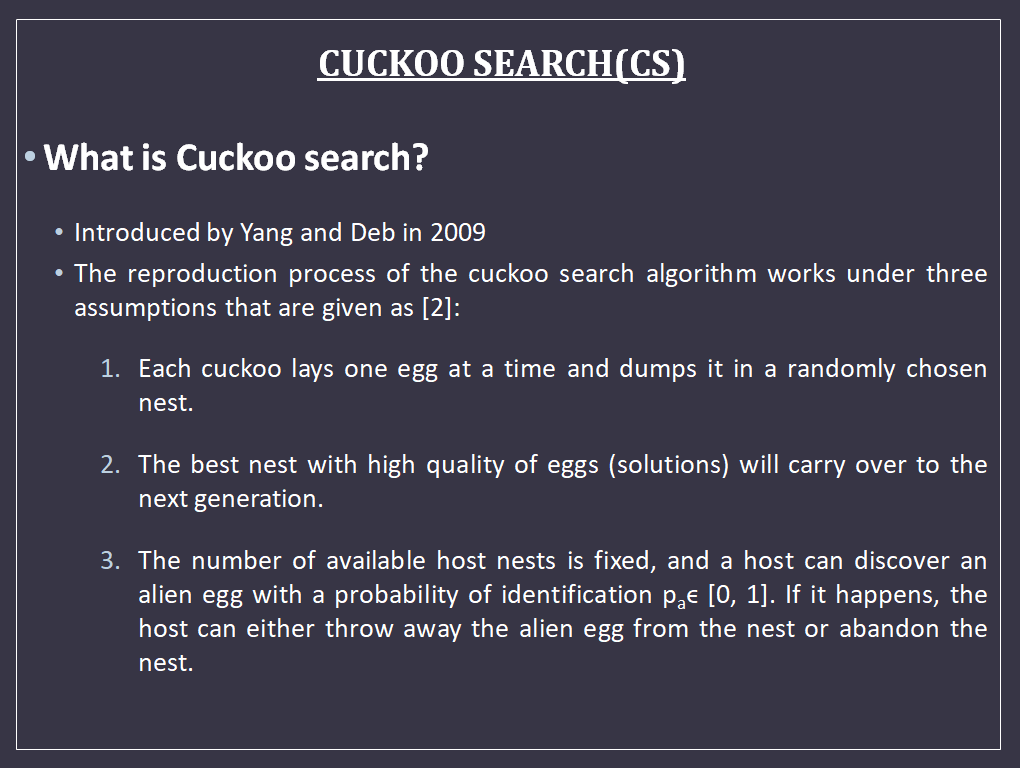 CUCKOO SEARCH(CS)
• What is Cuckoo search?
• Introduced by Yang and Deb in 2009
• The reproduction process of the cuckoo search algorithm works under three
assumptions that are given as [2]:
1. Each cuckoo lays one egg at a time and dumps it in a randomly chosen
nest.
2. The best nest with high quality of eggs (solutions) will carry over to the
next generation.
3. The number of available host nests is fixed, and a host can discover an
alien egg with a probability of identification pₐϵ [0, 1]. If it happens, the
host can either throw away the alien egg from the nest or abandon the
nest.